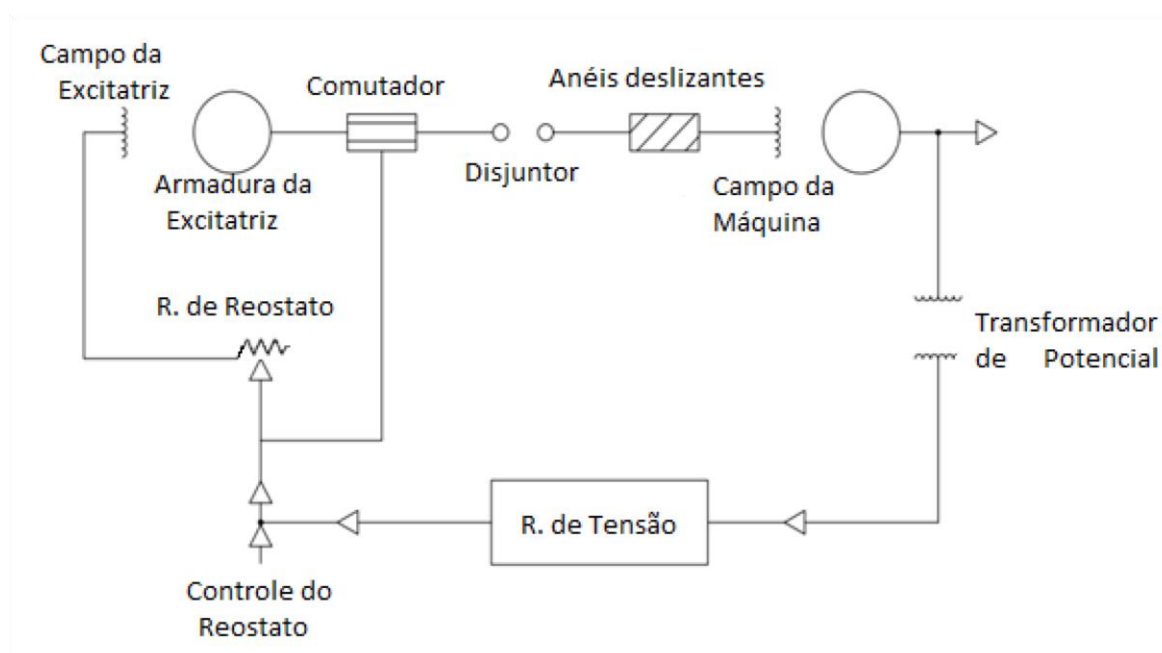 Campo da
Excitatriz
Comutador
Anéis deslizantes
Armadura da
Excitatriz
Disjuntor
Campo da
Máquina
R. de Reostato
Transformador
de Potencial
R. de Tensão
Controle do
Reostato